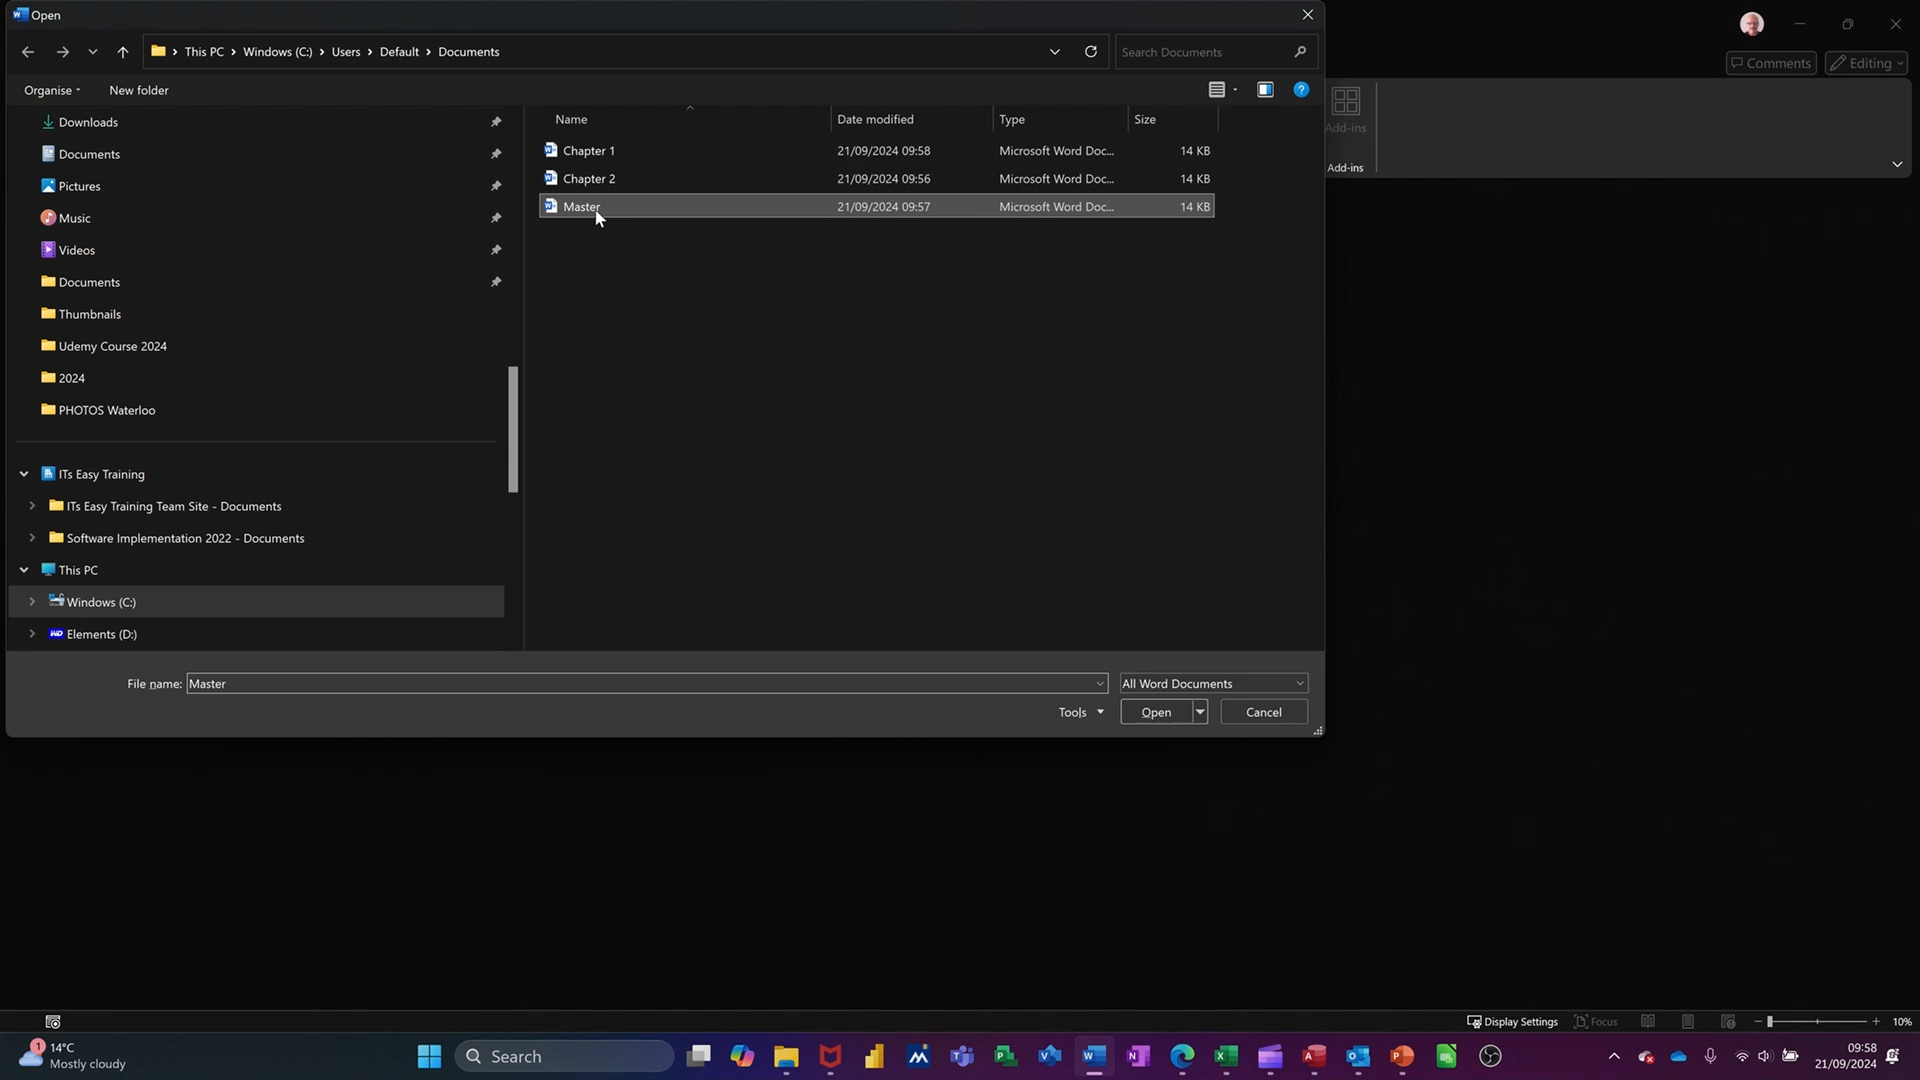 Open
This PC > Windows (C:) > Users > Default > Documents
Search Documents
Comments
Editing
Organise
New folder
Add-ins
Add-ins
Downloads
Documents
Pictures
Music
Videos
Documents
Thumbnails
Udemy Course 2024
2024
PHOTOS Waterloo
ITs Easy Training
ITs Easy Training Team Site - Documents
Software Implementation 2022 - Documents
This PC
Windows (C:)
WD Elements (D:)
Name Date modified Type Size
Chapter 1 21/09/2024 09:58 Microsoft Word Doc... 14 KB
Chapter 2 21/09/2024 09:56 Microsoft Word Doc... 14 KB
Master 21/09/2024 09:57 Microsoft Word Doc... 14 KB
File name: Master
All Word Documents
Tools
Open
Cancel
Display Settings
Focus
10%
1
14°C
Mostly cloudy
Search
09:58
21/09/2024